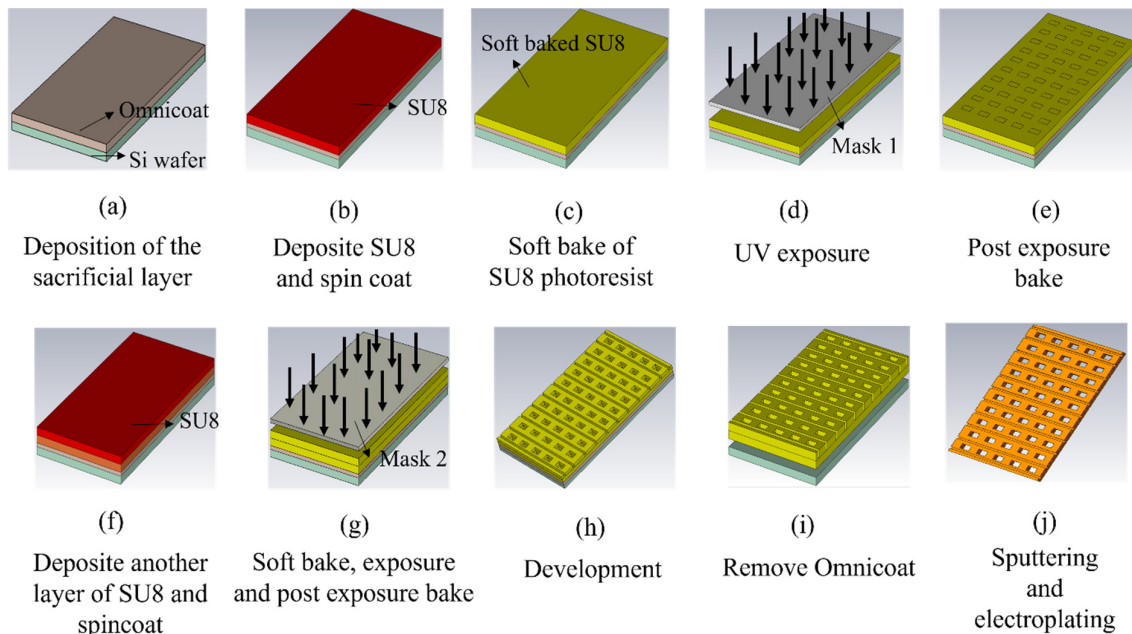 Omnicoat
Si wafer
(a)
Deposition of the
sacrificial layer
SU8
(b)
Deposite SU8
and spin coat
Soft baked SU8
(c)
Soft bake of
SU8 photoresist
Mask 1
(d)
UV exposure
(e)
Post exposure
bake
SU8
(f)
Deposite another
layer of SU8 and
spincoat
Mask 2
(g)
Soft bake, exposure
and post exposure bake
(h)
Development
(i)
Remove Omnicoat
(j)
Sputtering
and
electroplating